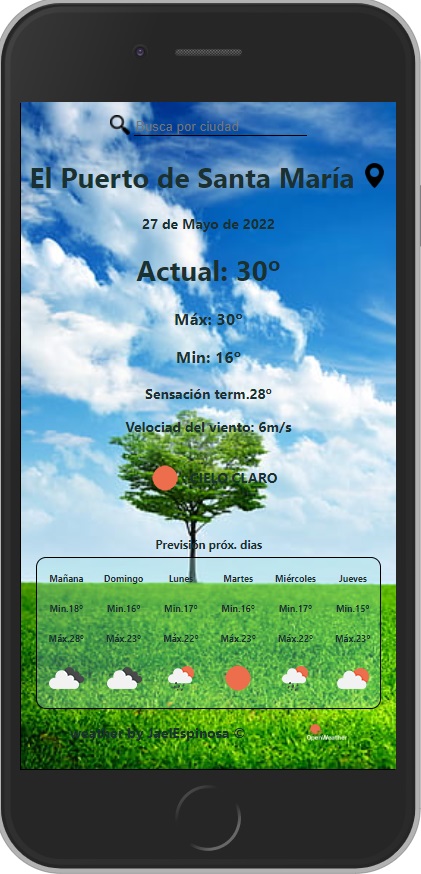 Busca por ciudad
El Puerto de Santa María
27 de Mayo de 2022
Actual: 30º
Máx: 30º
Min: 16º
Sensación term.28º
Velociad del viento: 6m/s
CIELO CLARO
Previsión próx. dias
Mañana Domingo Lunes Martes Miércoles Jueves
Min.18º Min.16º Min.17º Min.16º Min.17º Min.15º
Máx.28º Máx.23º Máx.22º Máx.23º Máx.22º Máx.23º
weather by JaelEspinosa ©
OpenWeather